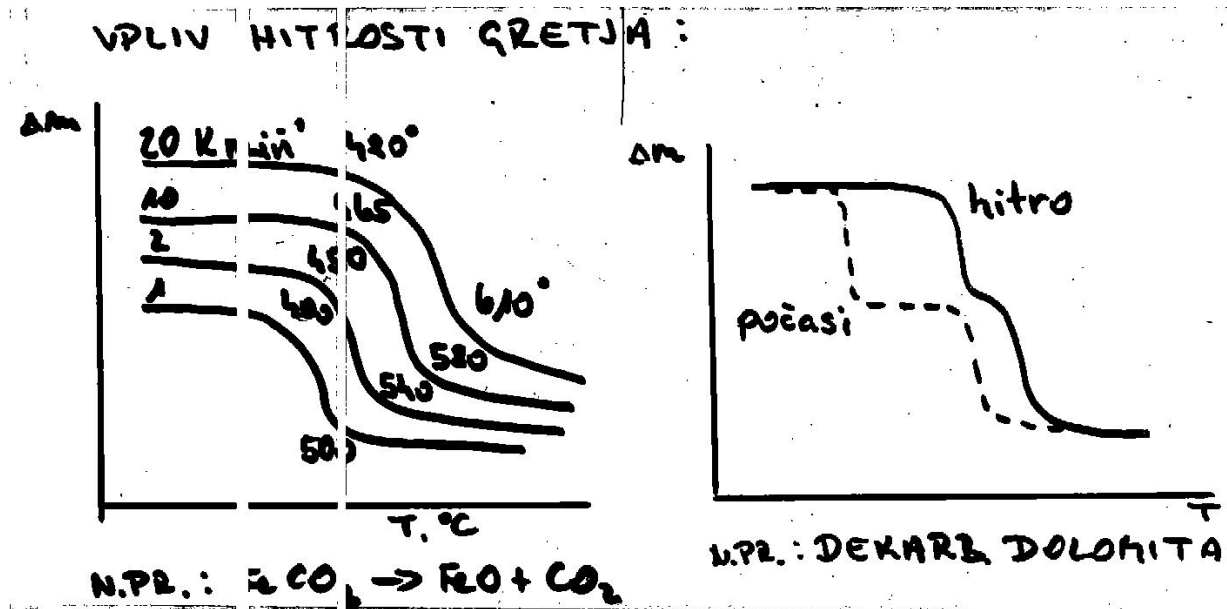 VPLIV HITROSTI GRETJA :
Δm
20 K min⁻¹ 420°
10 465
2 450
1 400
610°
580
540
500
T, °C
N.PR.: FeCO₃ → FeO + CO₂
Δm
hitro
počasi
T
N.PR.: DEKARB. DOLOMITA